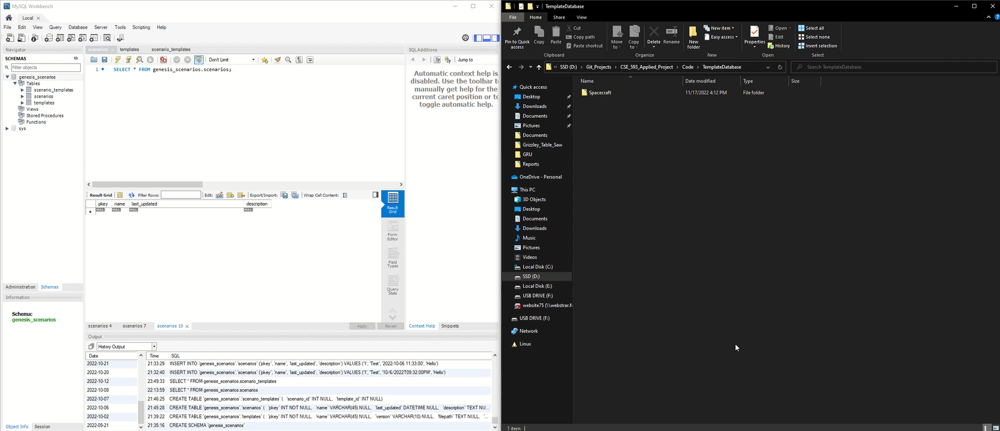 MySQL Workbench
Local
File Edit View Query Database Server Tools Scripting Help
Navigator
SCHEMAS
Filter objects
genesis_scenarios
Tables
scenario_templates
scenarios
templates
Views
Stored Procedures
Functions
sys
Administration Schemas
Information
Schema:
genesis_scenarios
Object Info Session
scenarios templates scenario_templates
Don't Limit
1 SELECT * FROM genesis_scenarios.scenarios;
Result Grid Filter Rows: Edit: Export/Import: Wrap Cell Content:
pkey name last_updated description
NULL NULL NULL NULL
Result
Grid
Form
Editor
Field
Types
Query
Stats
scenarios 4 scenarios 7 scenarios 10 Apply Revert
SQLAdditions
Jump to
Automatic context help is
disabled. Use the toolbar t
manually get help for the
current caret position or to
toggle automatic help.
Context Help Snippets
Output
History Output
Date Time SQL
2022-10-21 21:33:29 INSERT INTO `genesis_scenarios`.`scenarios` (`pkey`, `name`, `last_updated`, `description`) VALUES ('1', 'Test', '2022-10-06 11:33:00', 'Hello')
2022-10-20 21:32:40 INSERT INTO `genesis_scenarios`.`scenarios` (`pkey`, `name`, `last_updated`, `description`) VALUES ('1', 'Test', '10/6/2022T09:32:00PM', 'Hello')
2022-10-12 23:49:33 SELECT * FROM genesis_scenarios.scenario_templates
2022-10-08 22:13:59 SELECT * FROM genesis_scenarios.scenarios
2022-10-07 21:46:25 CREATE TABLE `genesis_scenarios`.`scenario_templates` ( `scenario_id` INT NULL, `template_id` INT NULL)
2022-10-06 21:45:28 CREATE TABLE `genesis_scenarios`.`scenarios` ( `pkey` INT NOT NULL, `name` VARCHAR(45) NULL, `last_updated` DATETIME NULL, `description` TEXT NU...
2022-10-02 21:39:22 CREATE TABLE `genesis_scenarios`.`templates` ( `pkey` INT NOT NULL, `name` VARCHAR(45) NULL, `version` VARCHAR(10) NULL, `filepath` TEXT NULL, `...
2022-09-21 21:35:16 CREATE SCHEMA `genesis_scenarios`
TemplateDatabase
File Home Share View
Pin to Quick
access
Copy
Paste
Cut
Copy path
Paste shortcut
Clipboard
Move
to
Copy
to
Delete
Rename
Organize
New
folder
New item
Easy access
New
Properties
Open
Edit
History
Open
Select all
Select none
Invert selection
Select
« SSD (D:) > Git_Projects > CSE_593_Applied_Project > Code > TemplateDatabase
Search TemplateDatabase
Name Date modified Type Size
Spacecraft 11/17/2022 4:12 PM File folder
Quick access
Desktop
Downloads
Documents
Pictures
Documents
Grizzley_Table_Saw
GRU
Reports
OneDrive - Personal
This PC
3D Objects
Desktop
Documents
Downloads
Music
Pictures
Videos
Local Disk (C:)
SSD (D:)
Local Disk (E:)
USB DRIVE (F:)
website75 (\\webstrar.f
USB DRIVE (F:)
Network
Linux
1 item